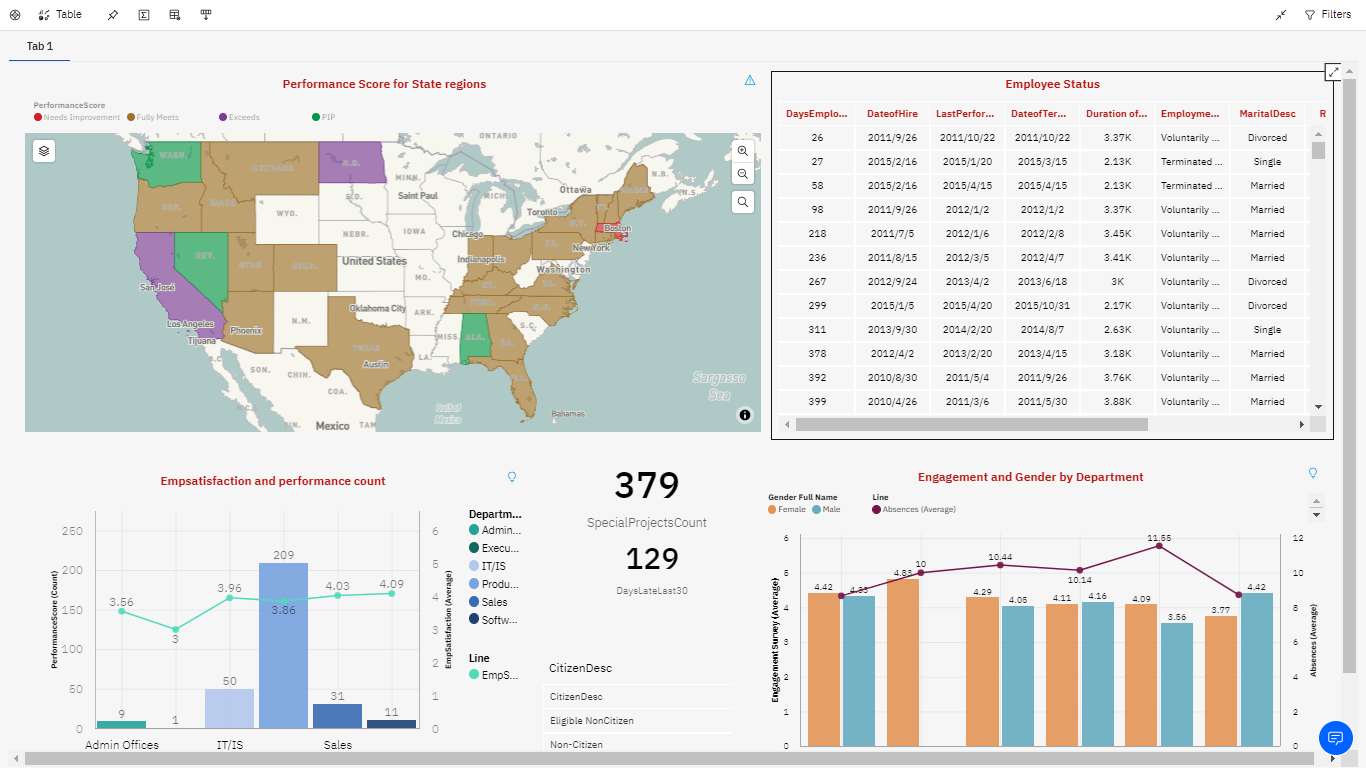 Table
Filters
Tab 1
Performance Score for State regions
PerformanceScore
Needs Improvement Fully Meets Exceeds PIP
ONTARIO
WASH.
MONTANA
N.D.
MINN.
ORE.
IDAHO
S.D.
Saint Paul
MICH.
Ottawa
N.B.
MAINE
N.S.
WYO.
Toronto
N.Y.
NEBR.
IOWA
Chicago
Boston
NEV.
UTAH
COLO.
United States
Indianapolis
PA.
New York
Washington
San José
MO.
KY.
VA.
Los Angeles
Oklahoma City
TENN.
N.C.
Phoenix
N.M.
ARK.
S.C.
Tijuana
TEXAS
MISS.
ALA.
GA.
B.C.
Austin
LA.
SON.
CHIH.
COA.
B.C.S.
Gulf of
Mexico
Sargasso
Sea
Mexico
TAM
Bahamas
Employee Status
DaysEmplo... DateofHire LastPerfor... DateofTer... Duration of... Employme... MaritalDesc R
26 2011/9/26 2011/10/22 2011/10/22 3.37K Voluntarily ... Divorced
27 2015/2/16 2015/1/20 2015/3/15 2.13K Terminated ... Single
58 2015/2/16 2015/4/15 2015/4/15 2.13K Terminated ... Married
98 2011/9/26 2012/1/2 2012/1/2 3.37K Voluntarily ... Married
218 2011/7/5 2012/1/6 2012/2/8 3.45K Voluntarily ... Married
236 2011/8/15 2012/3/5 2012/4/7 3.41K Voluntarily ... Married
267 2012/9/24 2013/4/2 2013/6/18 3K Voluntarily ... Divorced
299 2015/1/5 2015/4/20 2015/10/31 2.17K Voluntarily ... Divorced
311 2013/9/30 2014/2/20 2014/8/7 2.63K Voluntarily ... Single
378 2012/4/2 2013/2/20 2013/4/15 3.18K Voluntarily ... Married
392 2010/8/30 2011/5/4 2011/9/26 3.76K Voluntarily ... Married
399 2010/4/26 2011/3/6 2011/5/30 3.88K Voluntarily ... Married
Empsatisfaction and performance count
PerformanceScore (Count)
250
200
150
100
50
0
3.56
3
3.96
209
3.86
4.03
4.09
9
1
50
31
11
Admin Offices IT/IS Sales
6
5
4
3
2
1
0
EmpSatisfaction (Average)
Departm...
Admin...
Execu...
IT/IS
Produ...
Sales
Softw...
Line
EmpS...
379
SpecialProjectsCount
129
DaysLateLast30
CitizenDesc
CitizenDesc
Eligible NonCitizen
Non-Citizen
Engagement and Gender by Department
Gender Full Name Line
Female Male Absences (Average)
Engagement Survey (Average)
6
5
4
3
2
1
0
4.42
4.33
4.83
10
10.44
4.29
4.05
10.14
4.11
4.16
11.55
4.09
3.56
3.77
4.42
12
10
8
6
4
2
0
Absences (Average)